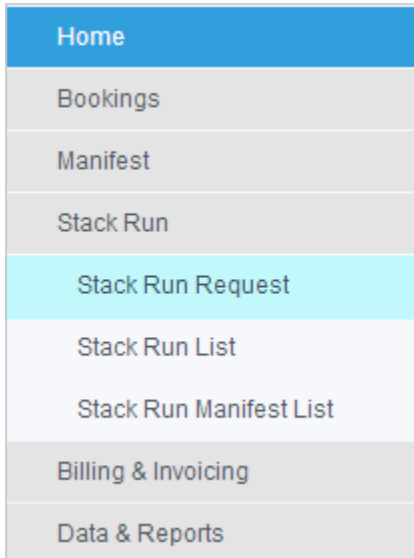 Home
Bookings
Manifest
Stack Run
Stack Run Request
Stack Run List
Stack Run Manifest List
Billing & Invoicing
Data & Reports